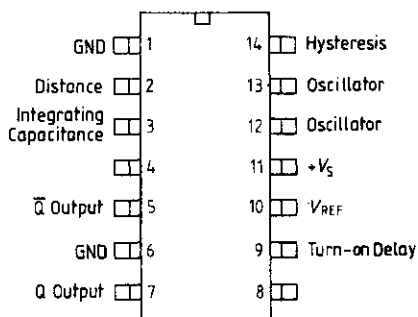 GND 1 14 Hysteresis
Distance 2 13 Oscillator
Integrating
Capacitance 3 12 Oscillator
4 11 +VS
Q̅ Output 5 10 VREF
GND 6 9 Turn-on Delay
Q Output 7 8